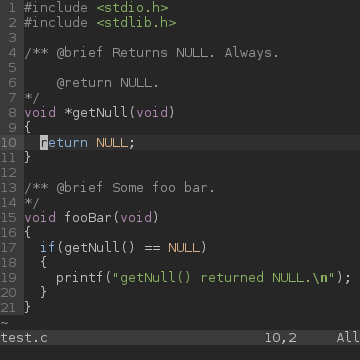 1 #include <stdio.h>
2 #include <stdlib.h>
3
4 /** @brief Returns NULL. Always.
5
6     @return NULL.
7 */
8 void *getNull(void)
9 {
10   return NULL;
11 }
12
13 /** @brief Some foo bar.
14 */
15 void fooBar(void)
16 {
17   if(getNull() == NULL)
18   {
19     printf("getNull() returned NULL.\n");
20   }
21 }
~
test.c 10,2 All